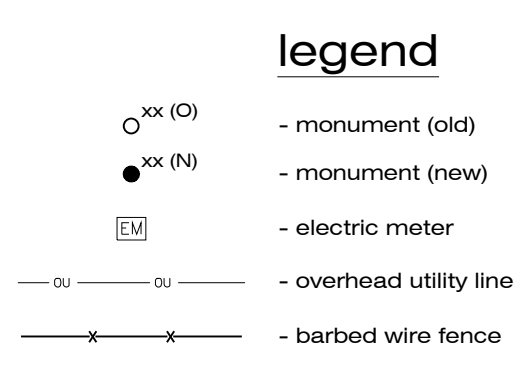 legend
xx (O) - monument (old)
xx (N) - monument (new)
EM - electric meter
OU OU - overhead utility line
x x - barbed wire fence